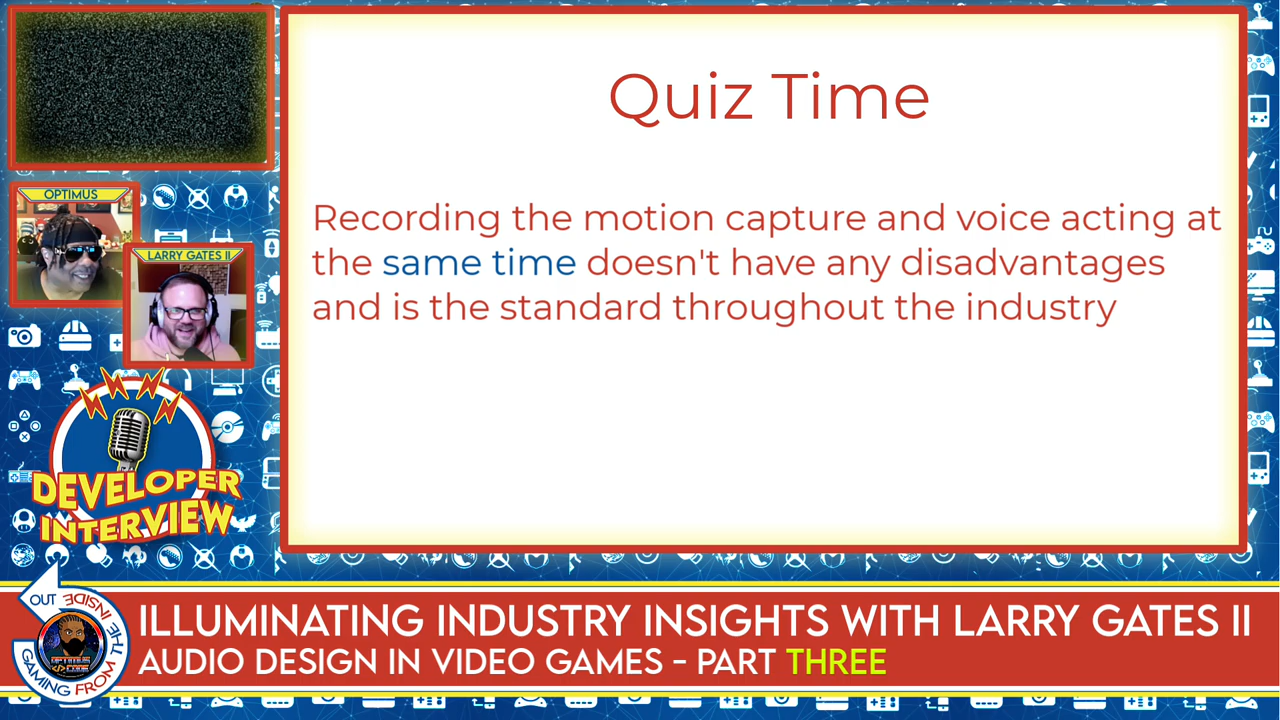 Quiz Time
Recording the motion capture and voice acting at
the same time doesn't have any disadvantages
and is the standard throughout the industry
OPTIMUS
LARRY GATES II
DEVELOPER
INTERVIEW
GAMING FROM THE INSIDE OUT
ILLUMINATING INDUSTRY INSIGHTS WITH LARRY GATES II
AUDIO DESIGN IN VIDEO GAMES - PART THREE